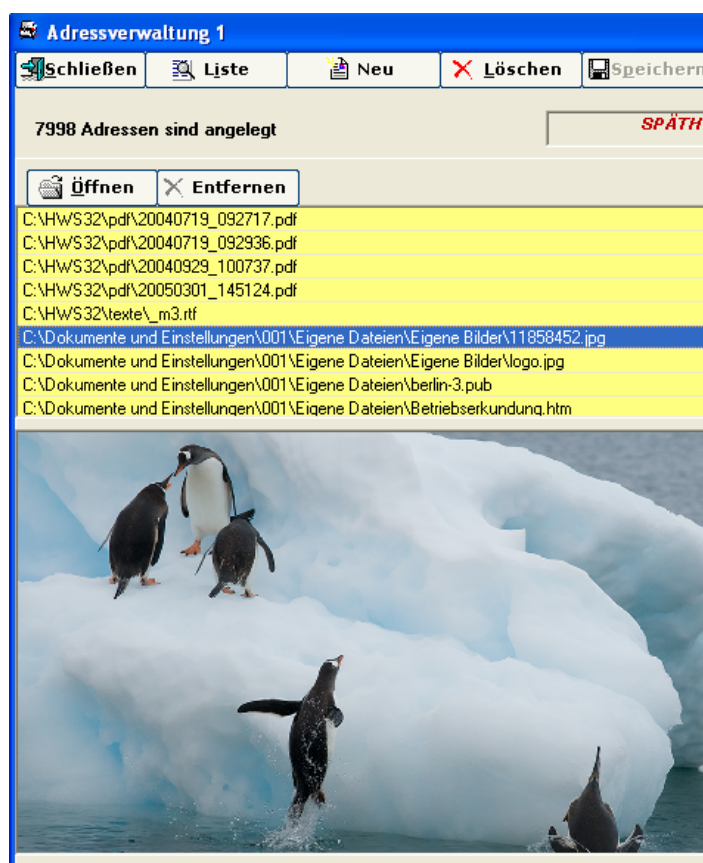 Adressverwaltung 1
Schließen Liste Neu Löschen Speichern
7998 Adressen sind angelegt SPÄTH
Öffnen Entfernen
C:\HWS32\pdf\20040719_092717.pdf
C:\HWS32\pdf\20040719_092936.pdf
C:\HWS32\pdf\20040929_100737.pdf
C:\HWS32\pdf\20050301_145124.pdf
C:\HWS32\texte\_m3.rtf
C:\Dokumente und Einstellungen\001\Eigene Dateien\Eigene Bilder\11858452.jpg
C:\Dokumente und Einstellungen\001\Eigene Dateien\Eigene Bilder\logo.jpg
C:\Dokumente und Einstellungen\001\Eigene Dateien\berlin-3.pub
C:\Dokumente und Einstellungen\001\Eigene Dateien\Betriebserkundung.htm